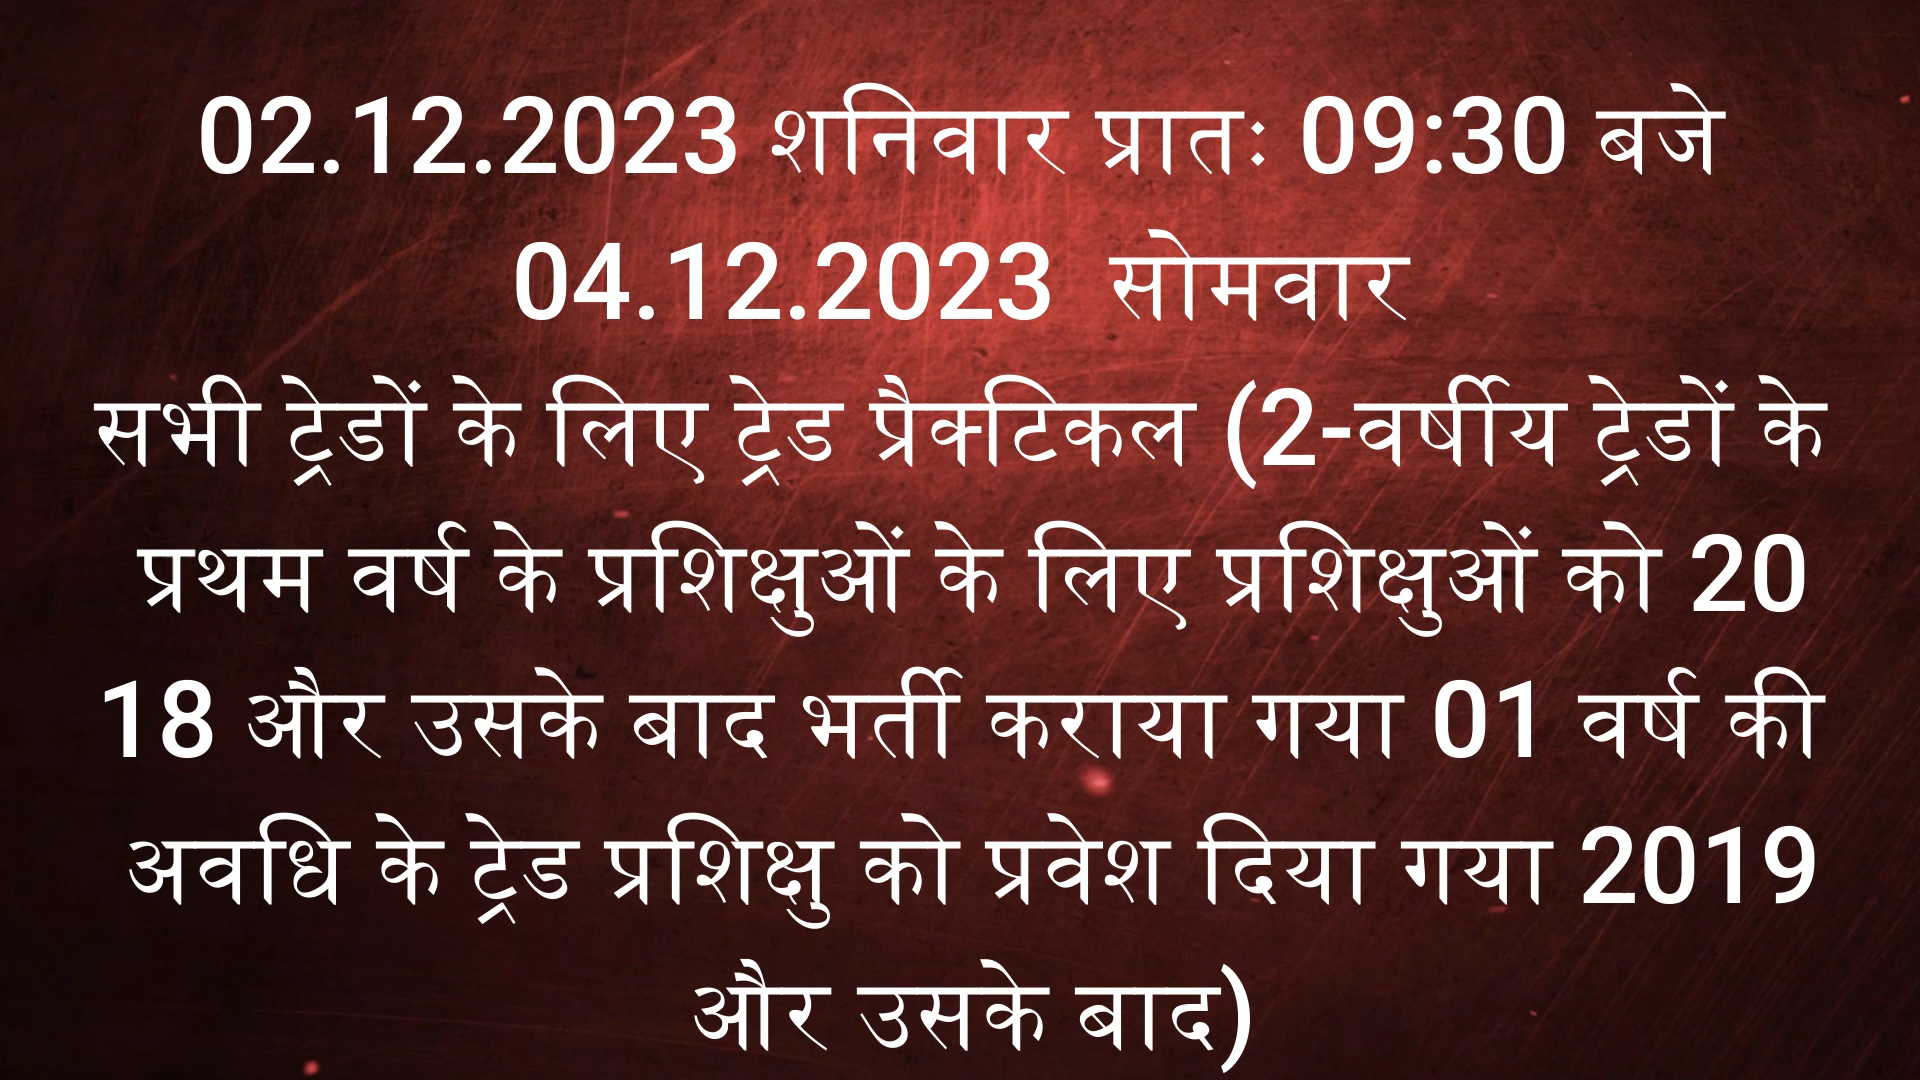 02.12.2023 शनिवार प्रातः 09:30 बजे
04.12.2023 सोमवार
सभी ट्रेडों के लिए ट्रेड प्रैक्टिकल (2-वर्षीय ट्रेडों के
प्रथम वर्ष के प्रशिक्षुओं के लिए प्रशिक्षुओं को 20
18 और उसके बाद भर्ती कराया गया 01 वर्ष की
अवधि के ट्रेड प्रशिक्षु को प्रवेश दिया गया 2019
और उसके बाद)